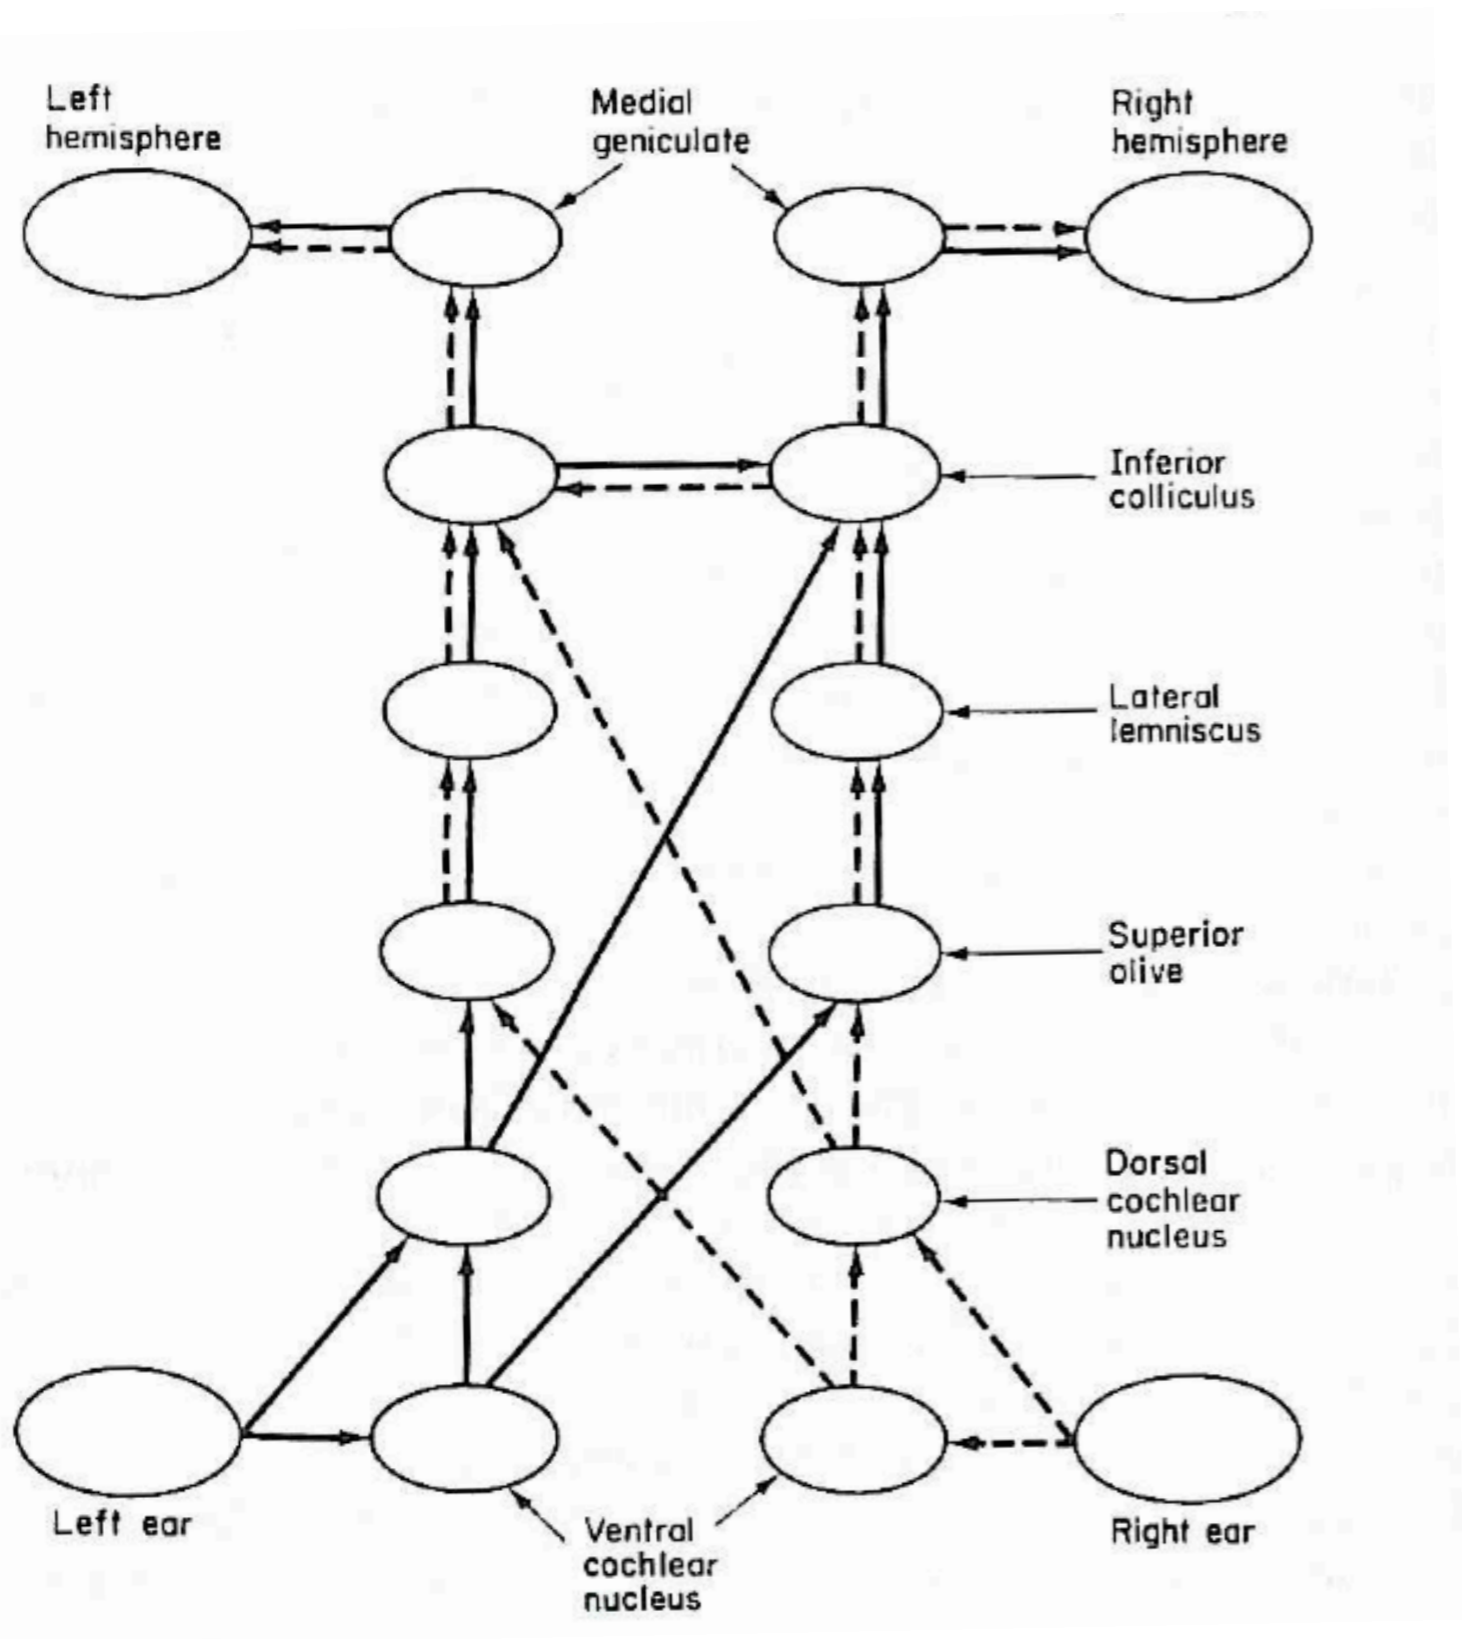 Left
hemisphere
Medial
geniculate
Right
hemisphere
Inferior
colliculus
Lateral
lemniscus
Superior
olive
Dorsal
cochlear
nucleus
Left ear
Ventral
cochlear
nucleus
Right ear